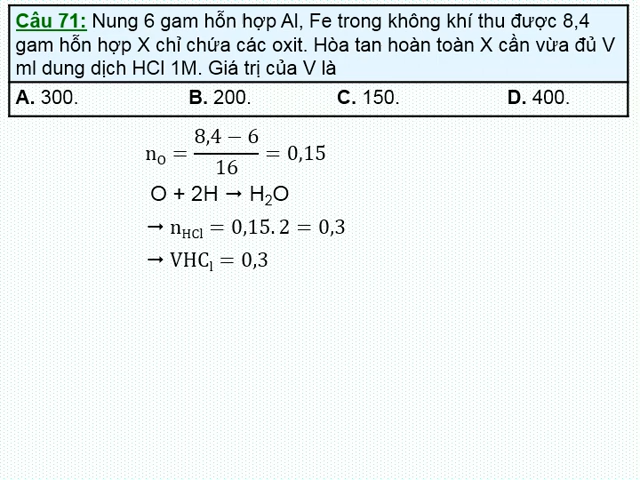 Câu 71: Nung 6 gam hỗn hợp Al, Fe trong không khí thu được 8,4
gam hỗn hợp X chỉ chứa các oxit. Hòa tan hoàn toàn X cần vừa đủ V
ml dung dịch HCl 1M. Giá trị của V là
A. 300. B. 200. C. 150. D. 400.
n_O = (8,4 − 6)/16 = 0,15
O + 2H → H₂O
→ n_HCl = 0,15.2 = 0,3
→ VHC_l = 0,3